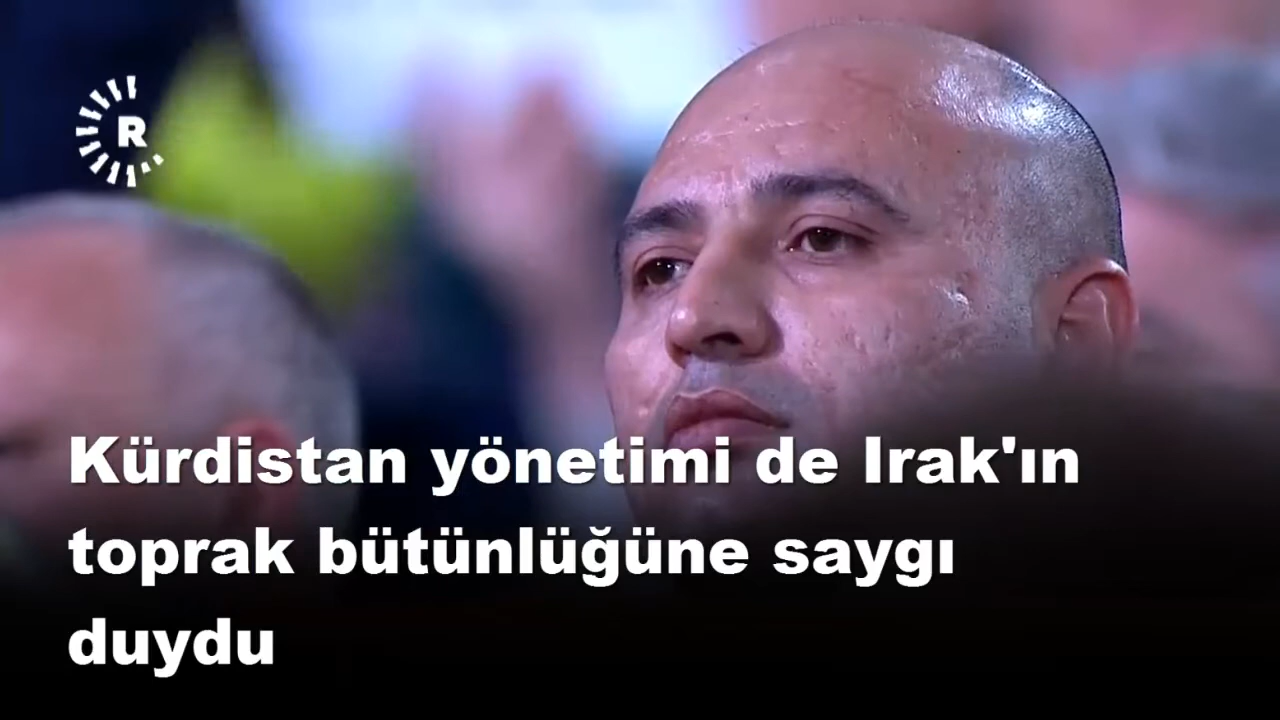 R
Kürdistan yönetimi de Irak'ın
toprak bütünlüğüne saygı
duydu